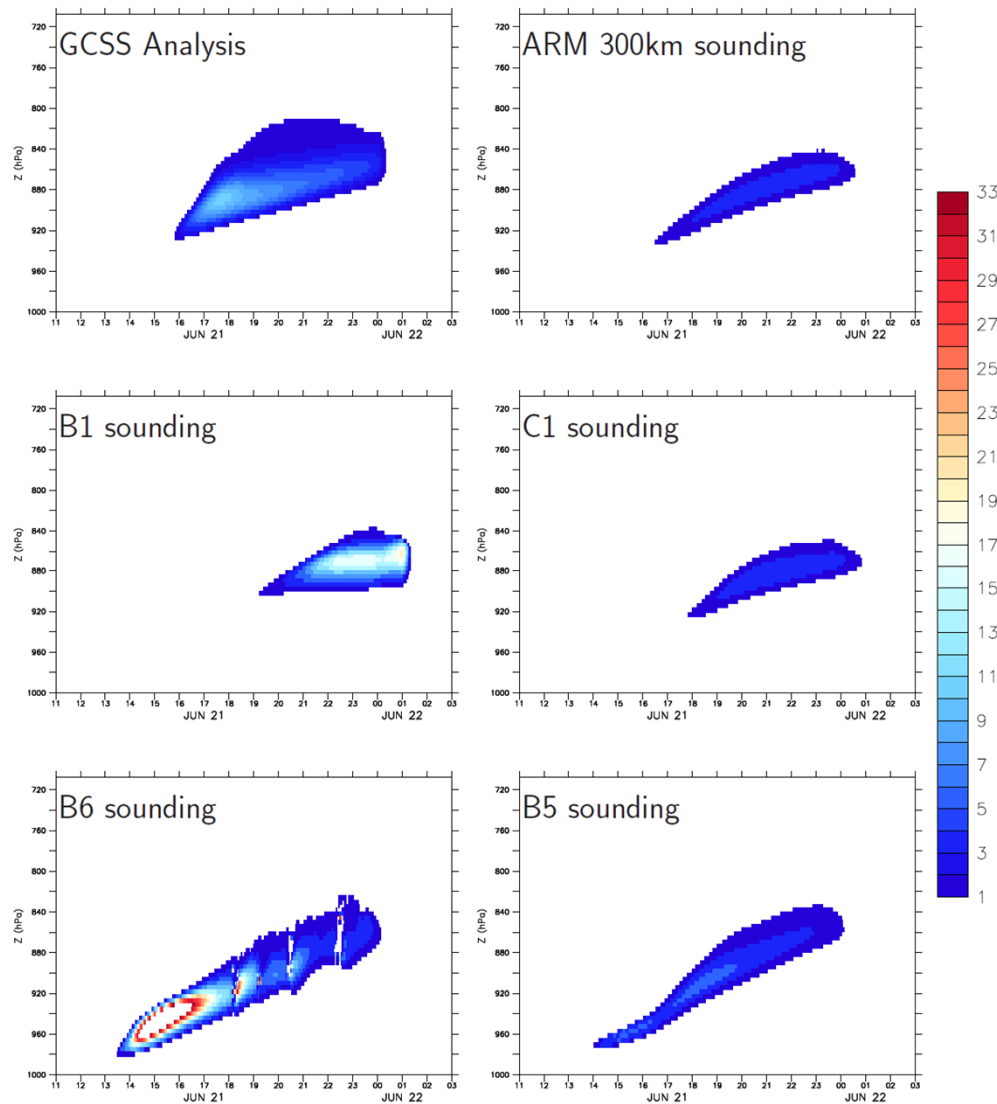 GCSS Analysis
720
760
800
840
880
920
960
1000
Z (hPa)
11 12 13 14 15 16 17 18 19 20 21 22 23 00 01 02 03
JUN 21 JUN 22
ARM 300km sounding
720
760
800
840
880
920
960
1000
Z (hPa)
11 12 13 14 15 16 17 18 19 20 21 22 23 00 01 02 03
JUN 21 JUN 22
B1 sounding
720
760
800
840
880
920
960
1000
Z (hPa)
11 12 13 14 15 16 17 18 19 20 21 22 23 00 01 02 03
JUN 21 JUN 22
C1 sounding
720
760
800
840
880
920
960
1000
Z (hPa)
11 12 13 14 15 16 17 18 19 20 21 22 23 00 01 02 03
JUN 21 JUN 22
B6 sounding
720
760
800
840
880
920
960
1000
Z (hPa)
11 12 13 14 15 16 17 18 19 20 21 22 23 00 01 02 03
JUN 21 JUN 22
B5 sounding
720
760
800
840
880
920
960
1000
Z (hPa)
11 12 13 14 15 16 17 18 19 20 21 22 23 00 01 02 03
JUN 21 JUN 22
33
31
29
27
25
23
21
19
17
15
13
11
9
7
5
3
1